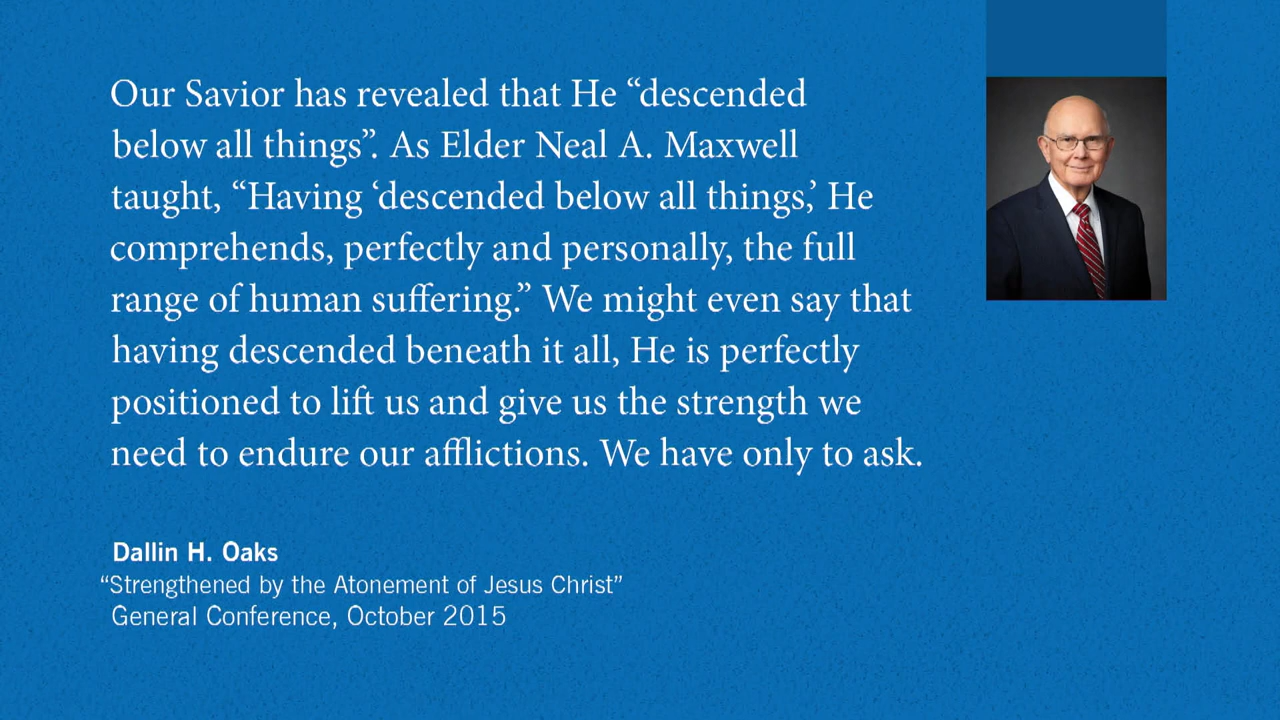 Our Savior has revealed that He “descended
below all things”. As Elder Neal A. Maxwell
taught, “Having ‘descended below all things,’ He
comprehends, perfectly and personally, the full
range of human suffering.” We might even say that
having descended beneath it all, He is perfectly
positioned to lift us and give us the strength we
need to endure our afflictions. We have only to ask.
Dallin H. Oaks
“Strengthened by the Atonement of Jesus Christ”
General Conference, October 2015